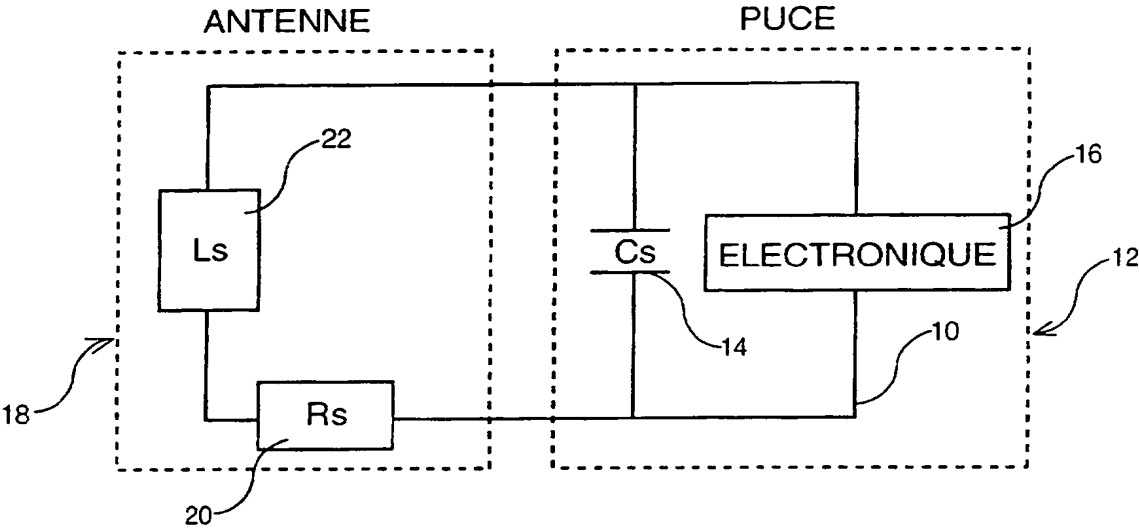 ANTENNE
PUCE
22
16
Ls
Cs
ELECTRONIQUE
12
14
10
18
Rs
20